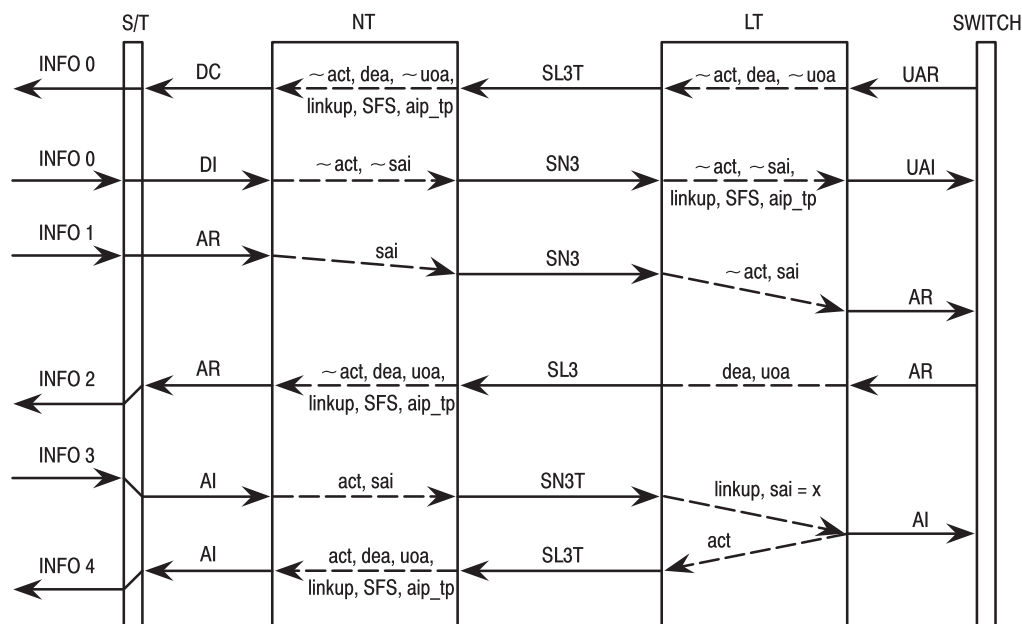 S/T NT LT SWITCH
INFO 0 DC ~act, dea, ~uoa, SL3T ~act, dea, ~uoa UAR
linkup, SFS, aip_tp
INFO 0 DI ~act, ~sai SN3 ~act, ~sai, UAI
linkup, SFS, aip_tp
INFO 1 AR sai SN3 ~act, sai AR
INFO 2 AR ~act, dea, uoa, SL3 dea, uoa AR
linkup, SFS, aip_tp
INFO 3 AI act, sai SN3T linkup, sai = x AI
act
INFO 4 AI act, dea, uoa, SL3T
linkup, SFS, aip_tp